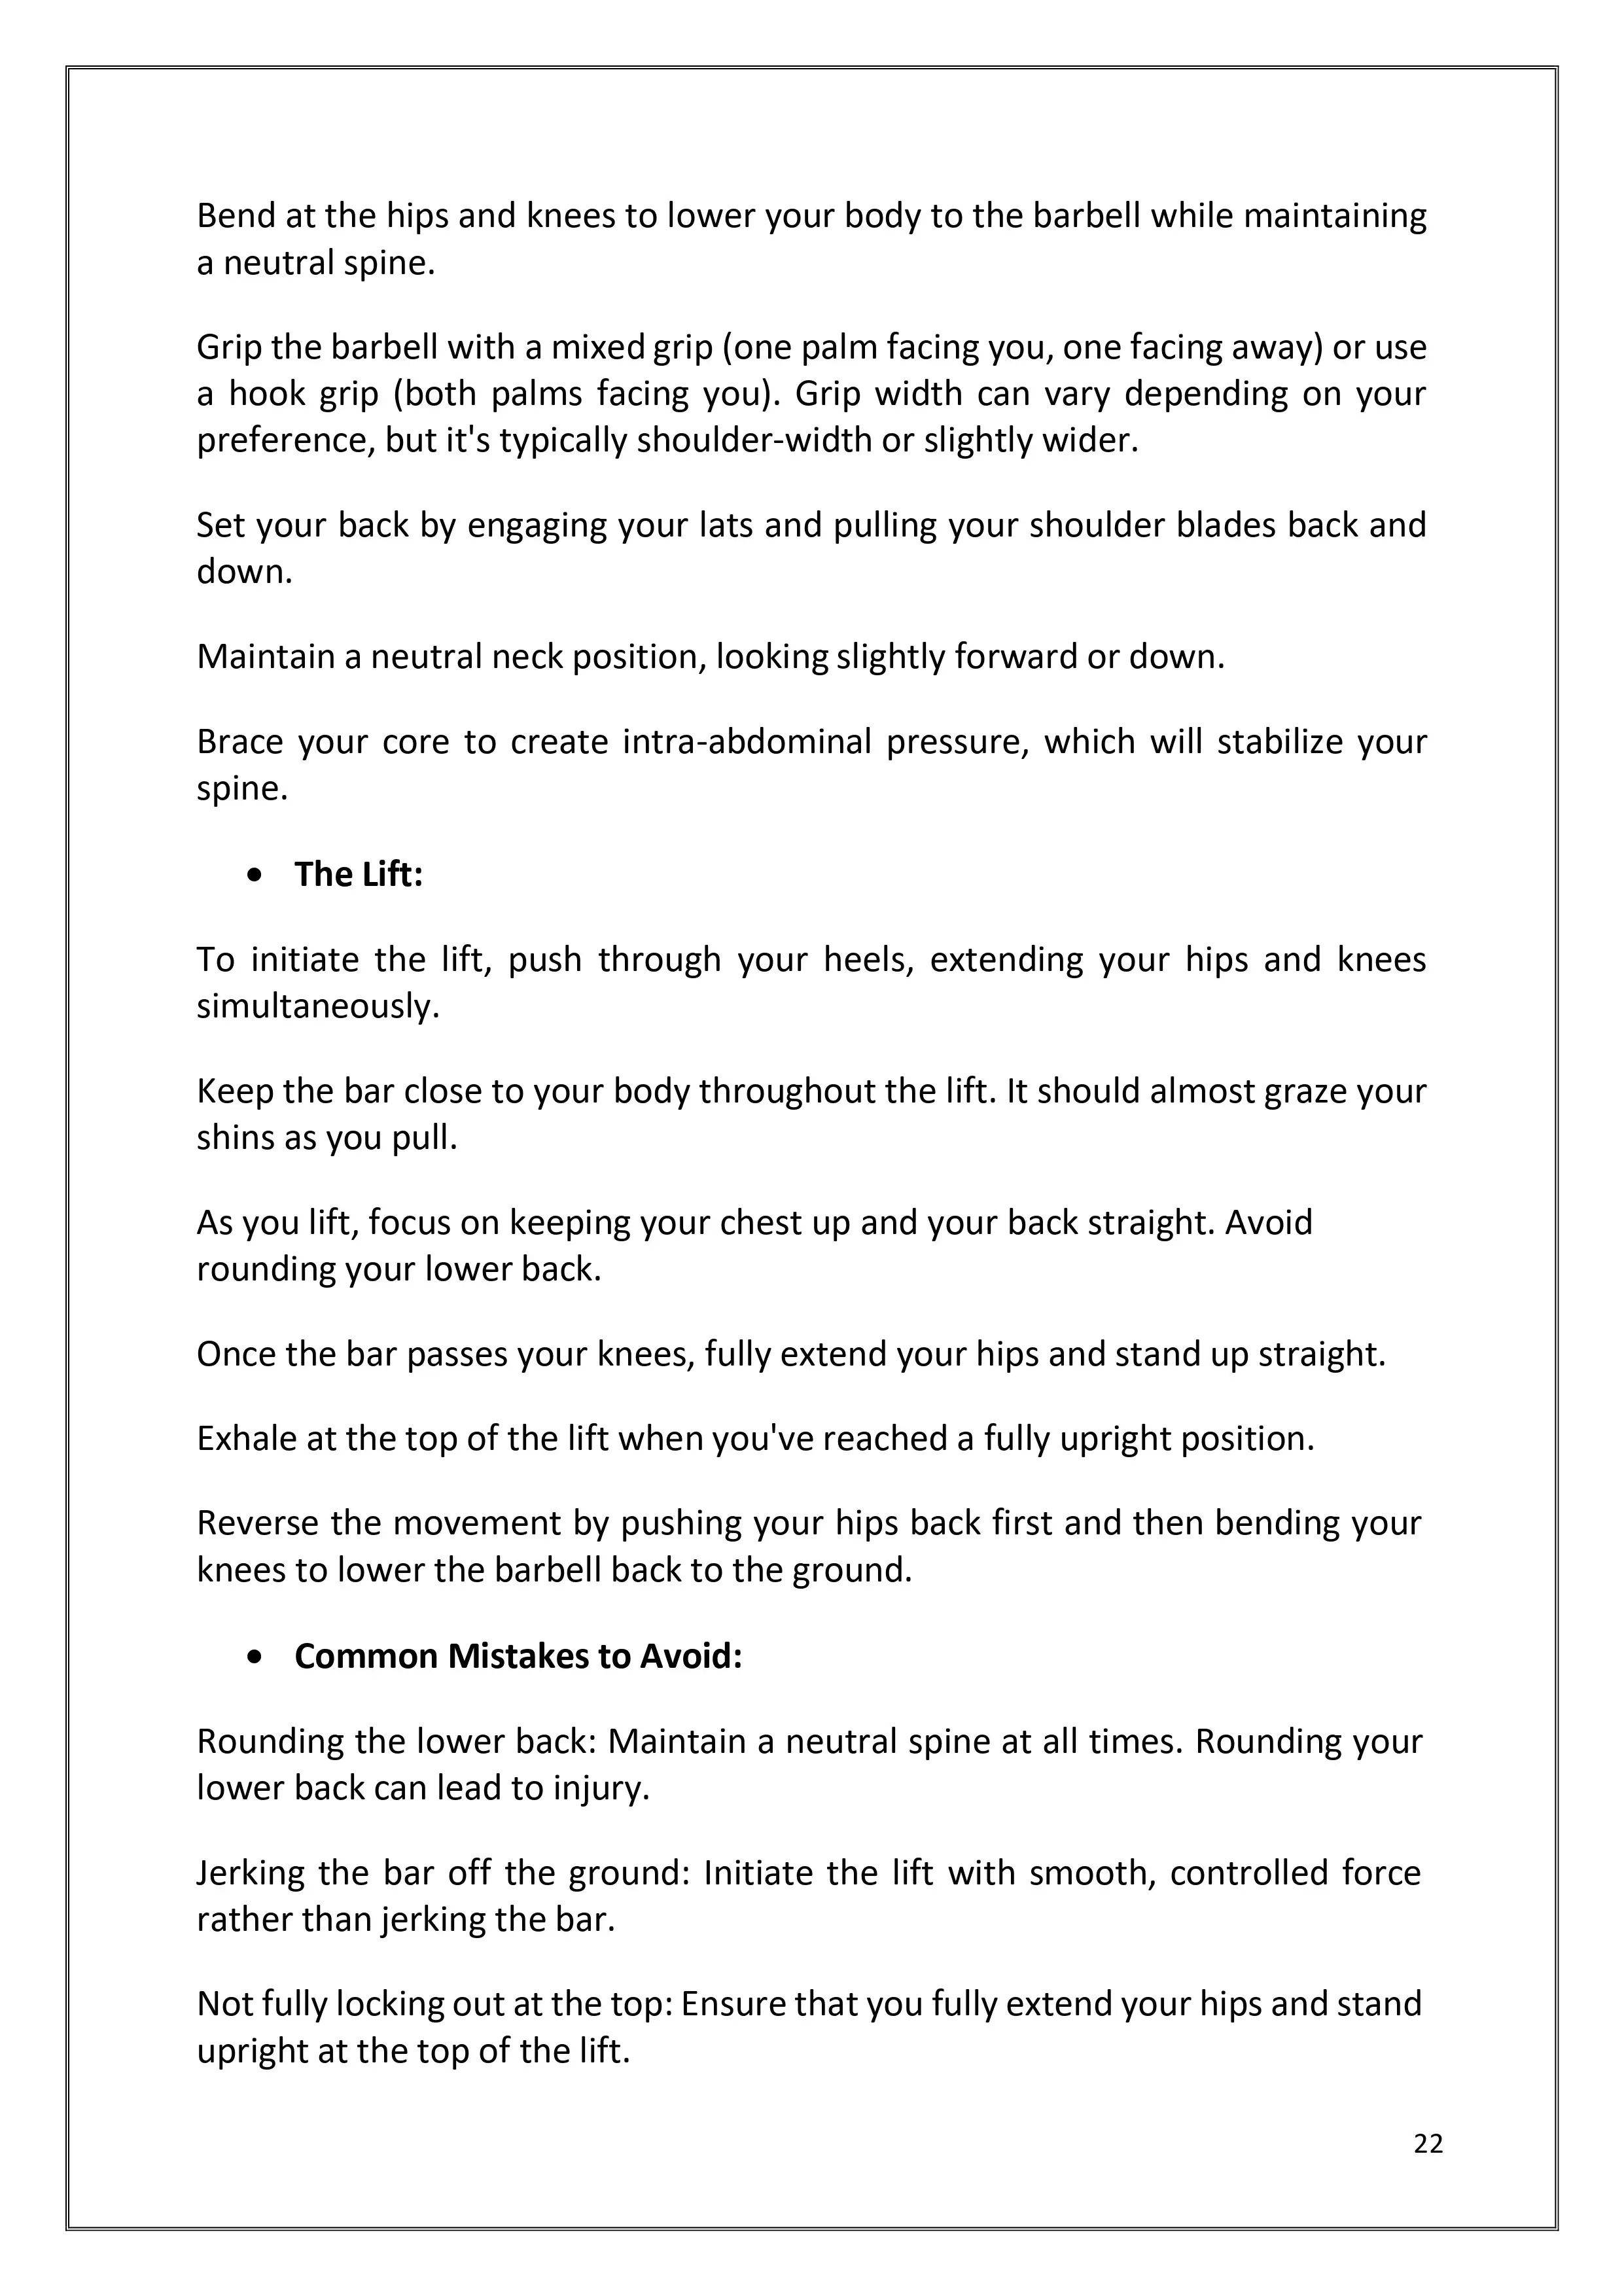 Bend at the hips and knees to lower your body to the barbell while maintaining
a neutral spine.
Grip the barbell with a mixed grip (one palm facing you, one facing away) or use
a hook grip (both palms facing you). Grip width can vary depending on your
preference, but it's typically shoulder-width or slightly wider.
Set your back by engaging your lats and pulling your shoulder blades back and
down.
Maintain a neutral neck position, looking slightly forward or down.
Brace your core to create intra-abdominal pressure, which will stabilize your
spine.
• The Lift:
To initiate the lift, push through your heels, extending your hips and knees
simultaneously.
Keep the bar close to your body throughout the lift. It should almost graze your
shins as you pull.
As you lift, focus on keeping your chest up and your back straight. Avoid
rounding your lower back.
Once the bar passes your knees, fully extend your hips and stand up straight.
Exhale at the top of the lift when you've reached a fully upright position.
Reverse the movement by pushing your hips back first and then bending your
knees to lower the barbell back to the ground.
• Common Mistakes to Avoid:
Rounding the lower back: Maintain a neutral spine at all times. Rounding your
lower back can lead to injury.
Jerking the bar off the ground: Initiate the lift with smooth, controlled force
rather than jerking the bar.
Not fully locking out at the top: Ensure that you fully extend your hips and stand
upright at the top of the lift.
22